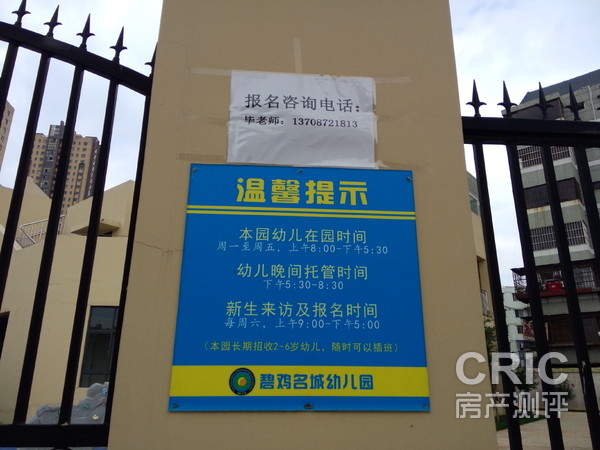 报名咨询电话：
毕老师：13708721813
温馨提示
本园幼儿在园时间
周一至周五，上午8:00-下午5:30
幼儿晚间托管时间
下午5:30-8:30
新生来访及报名时间
每周六，上午9:00-下午5:00
（本园长期招收2-6岁幼儿，随时可以插班）
碧鸡名城幼儿园
CRIC
房产测评